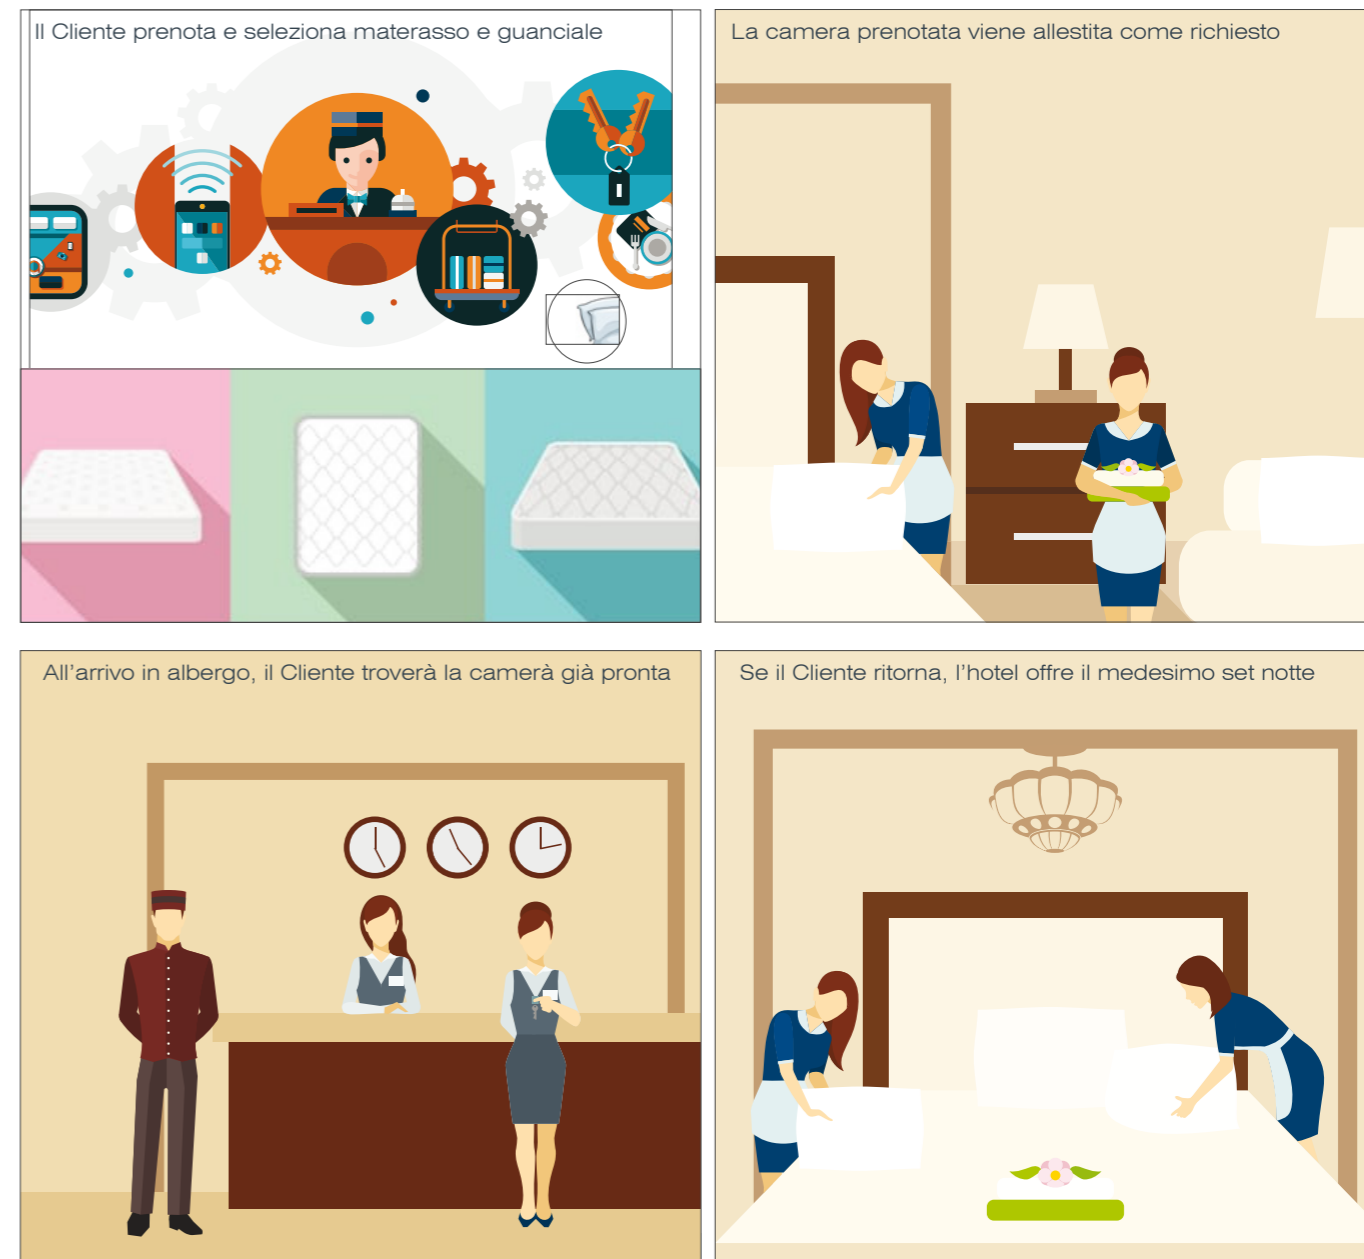 Il Cliente prenota e seleziona materasso e guanciale
La camera prenotata viene allestita come richiesto
All'arrivo in albergo, il Cliente troverà la camerà già pronta
Se il Cliente ritorna, l'hotel offre il medesimo set notte